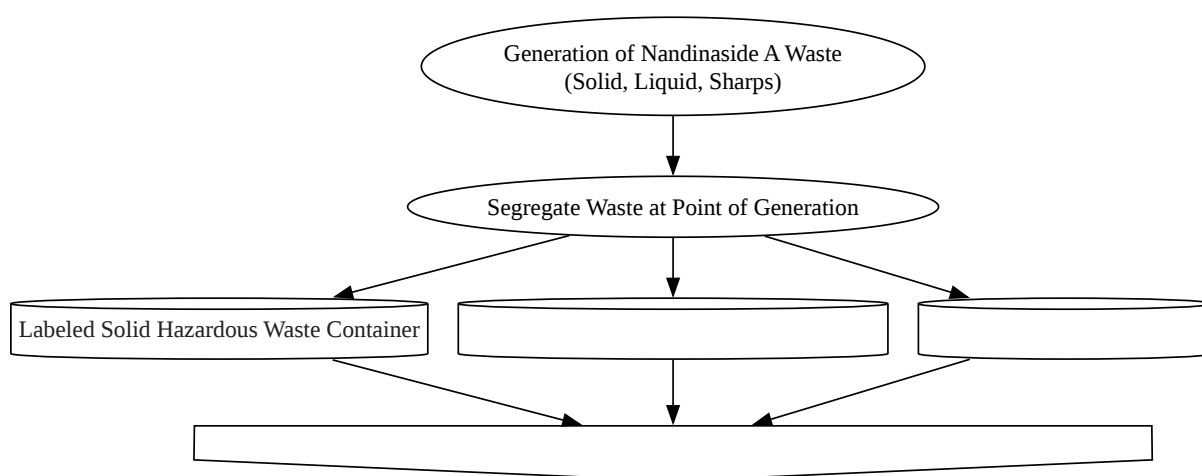 Generation of Nandinaside A Waste
(Solid, Liquid, Sharps)
Segregate Waste at Point of Generation
Labeled Solid Hazardous Waste Container